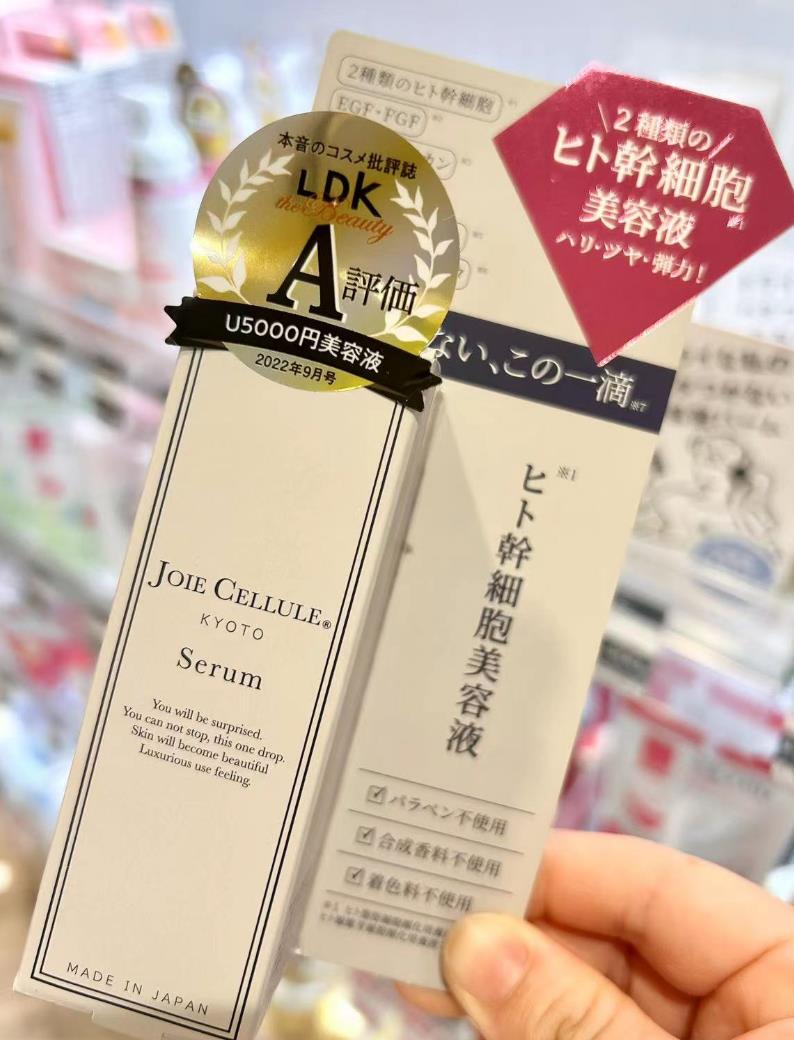 2種類のヒト幹細胞
EGF・FGF
カン
本音のコスメ批評誌
LDK
the Beauty
A評価
U5000円美容液
2022年9月号
2種類の
ヒト幹細胞
美容液
ハリ・ツヤ・弾力!
ない、この一滴
※7
※1
ヒト幹細胞美容液
JOIE CELLULE®
KYOTO
Serum
You will be surprised.
You can not stop, this one drop.
Skin will become beautiful
Luxurious use feeling.
MADE IN JAPAN
パラベン不使用
合成香料不使用
着色料不使用